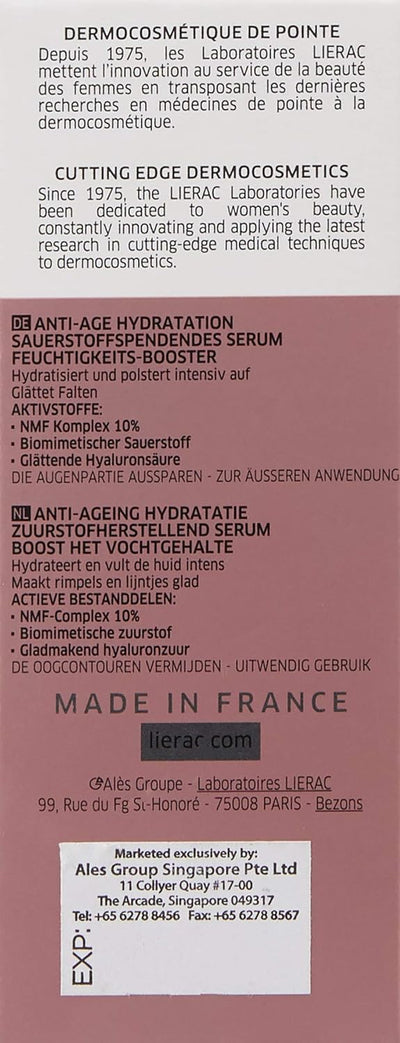 DERMOCOSMÉTIQUE DE POINTE
Depuis 1975, les Laboratoires LIERAC
mettent l'innovation au service de la beauté
des femmes en transposant les dernières
recherches en médecines de pointe à la
dermocosmétique.
CUTTING EDGE DERMOCOSMETICS
Since 1975, the LIERAC Laboratories have
been dedicated to women's beauty,
constantly innovating and applying the latest
research in cutting-edge medical techniques
to dermocosmetics.
DE ANTI-AGE HYDRATATION
SAUERSTOFFSPENDENDES SERUM
FEUCHTIGKEITS-BOOSTER
Hydratisiert und polstert intensiv auf
Glättet Falten
AKTIVSTOFFE:
• NMF Komplex 10%
• Biomimetischer Sauerstoff
• Glättende Hyaluronsäure
DIE AUGENPARTIE AUSSPAREN - ZUR ÄUSSEREN ANWENDUNG
NL ANTI-AGEING HYDRATATIE
ZUURSTOFHERSTELLEND SERUM
BOOST HET VOCHTGEHALTE
Hydrateert en vult de huid intens
Maakt rimpels en lijntjes glad
ACTIEVE BESTANDDELEN:
• NMF-Complex 10%
• Biomimetische zuurstof
• Gladmakend hyaluronzuur
DE OOGCONTOUREN VERMIJDEN - UITWENDIG GEBRUIK
MADE IN FRANCE
lierac com
Alès Groupe - Laboratoires LIERAC
99, Rue du Fg St-Honoré - 75008 PARIS - Bezons
Marketed exclusively by:
Ales Group Singapore Pte Ltd
11 Collyer Quay #17-00
The Arcade, Singapore 049317
Tel: +65 6278 8456 Fax: +65 6278 8567
EXP: